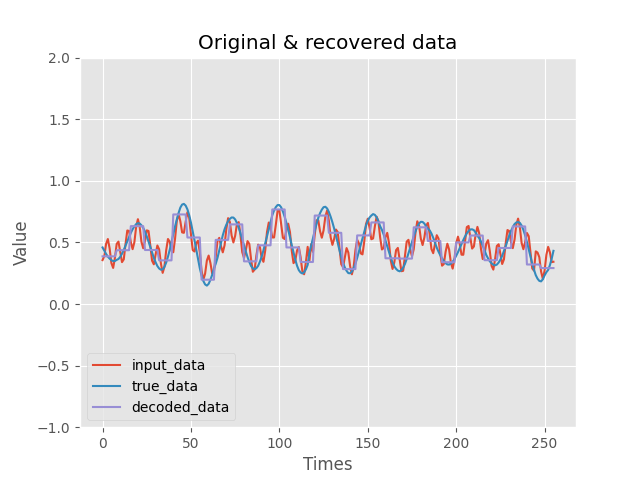 Original & recovered data
2.0
1.5
1.0
0.5
0.0
−0.5
−1.0
Value
input_data
true_data
decoded_data
0 50 100 150 200 250
Times